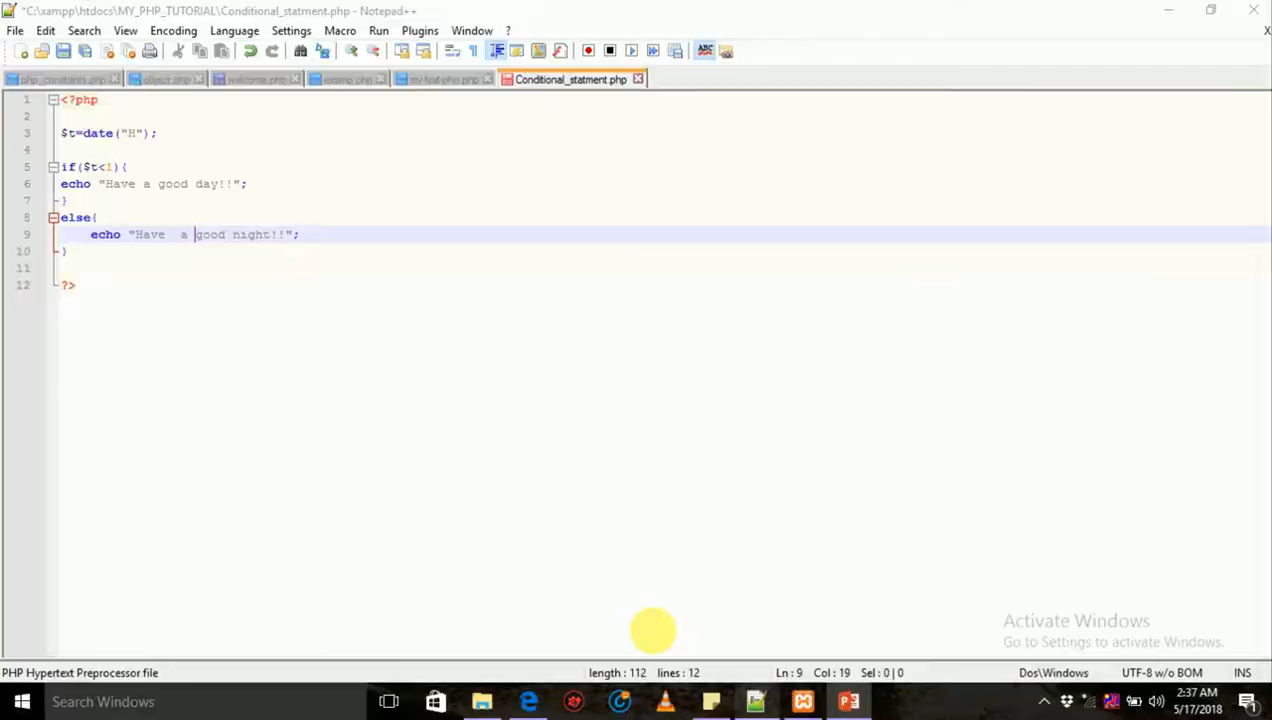 *C:\xampp\htdocs\MY_PHP_TUTORIAL\Conditional_statment.php - Notepad++
File Edit Search View Encoding Language Settings Macro Run Plugins Window ? X
php_constants.php object.php welcome.php my-first-php.php Conditional_statment.php
1 <?php
2
3 $t=date("H");
4
5 if($t<1){
6 echo "Have a good day!!";
7 }
8 else{
9 echo "Have  a good night!!";
10 }
11
12 ?>
Activate Windows
Go to Settings to activate Windows.
PHP Hypertext Preprocessor file length : 112 lines : 12 Ln : 9 Col : 19 Sel : 0 | 0 Dos\Windows UTF-8 w/o BOM INS
Search Windows 2:37 AM
5/17/2018